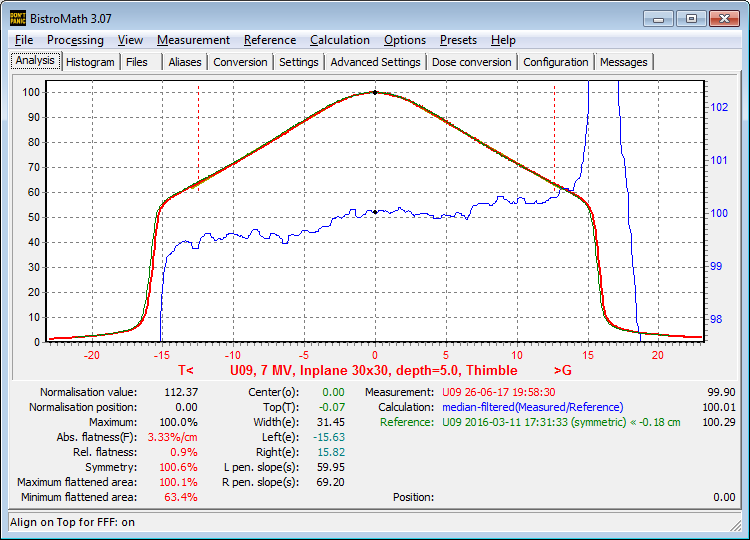 DON'T PANIC BistroMath 3.07
File Processing View Measurement Reference Calculation Options Presets Help
Analysis Histogram Files Aliases Conversion Settings Advanced Settings Dose conversion Configuration Messages
100
90
80
70
60
50
40
30
20
10
0
102
101
100
99
98
-20 -15 -10 -5 0 5 10 15 20
T< U09, 7 MV, Inplane 30x30, depth=5.0, Thimble >G
Normalisation value: 112.37 Center(o): 0.00 Measurement: U09 26-06-17 19:58:30 99.90
Normalisation position: 0.00 Top(T): -0.07 Calculation: median-filtered(Measured/Reference) 100.01
Maximum: 100.0% Width(e): 31.45 Reference: U09 2016-03-11 17:31:33 (symmetric) « -0.18 cm 100.29
Abs. flatness(F): 3.33%/cm Left(e): -15.63
Rel. flatness: 0.9% Right(e): 15.82
Symmetry: 100.6% L pen. slope(s): 59.95
Maximum flattened area: 100.1% R pen. slope(s): 69.20
Minimum flattened area: 63.4% Position: 0.00
Align on Top for FFF: on